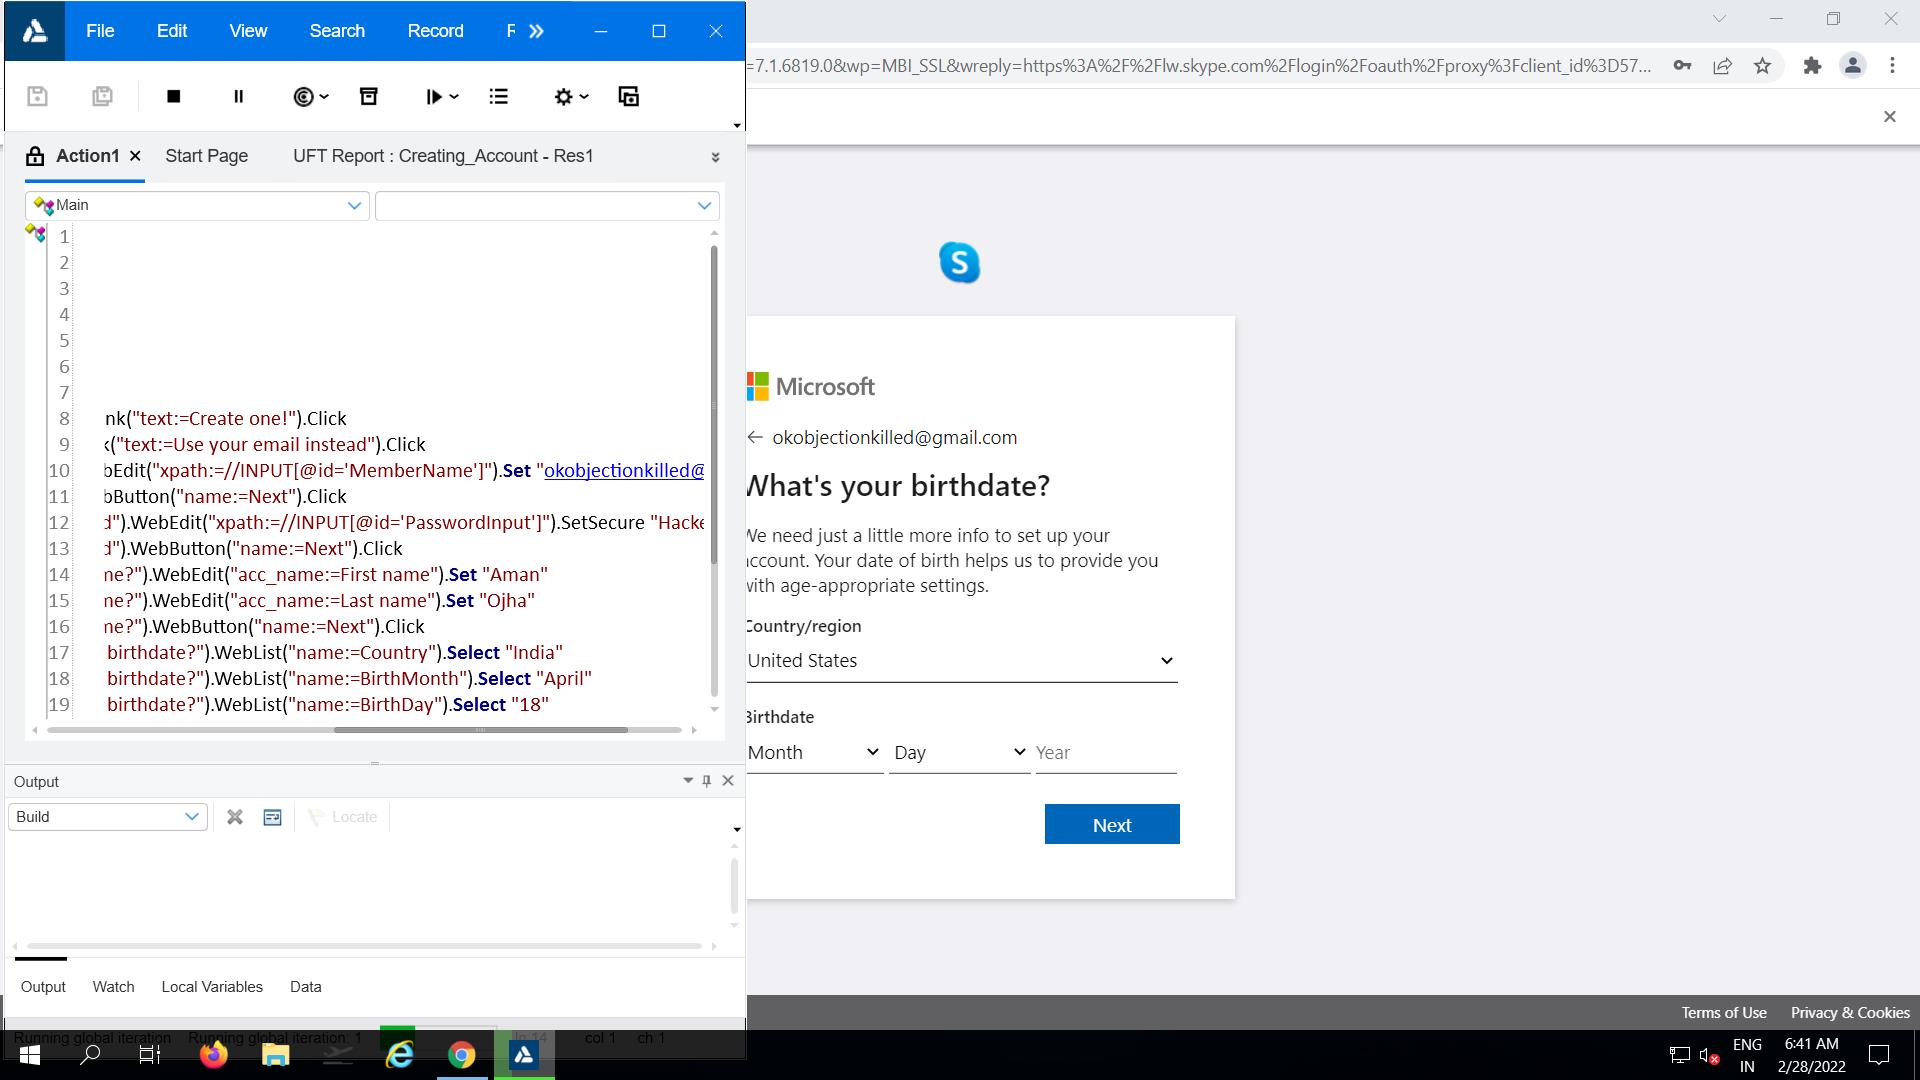 File Edit View Search Record
=7.1.6819.0&wp=MBI_SSL&wreply=https%3A%2F%2Flw.skype.com%2Flogin%2Foauth%2Fproxy%3Fclient_id%3D57...
Action1 Start Page UFT Report : Creating_Account - Res1
Main
1
2
3
4
5
6
7
8 nk("text:=Create one!").Click
9 ("text:=Use your email instead").Click
10 bEdit("xpath:=//INPUT[@id='MemberName']").Set "okobjectionkilled@
11 bButton("name:=Next").Click
12 d").WebEdit("xpath:=//INPUT[@id='PasswordInput']").SetSecure "Hacke
13 d").WebButton("name:=Next").Click
14 me?").WebEdit("acc_name:=First name").Set "Aman"
15 me?").WebEdit("acc_name:=Last name").Set "Ojha"
16 me?").WebButton("name:=Next").Click
17 birthdate?").WebList("name:=Country").Select "India"
18 birthdate?").WebList("name:=BirthMonth").Select "April"
19 birthdate?").WebList("name:=BirthDay").Select "18"
Output
Build Locate
Output Watch Local Variables Data
Running global iteration Running global iteration: 1 ln 14 col 1 ch 1
S
Microsoft
okobjectionkilled@gmail.com
What's your birthdate?
We need just a little more info to set up your
account. Your date of birth helps us to provide you
with age-appropriate settings.
Country/region
United States
Birthdate
Month Day Year
Next
Terms of Use Privacy & Cookies
ENG
IN
6:41 AM
2/28/2022